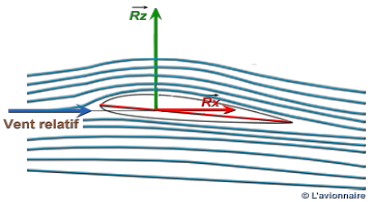 Rz
Rx
Vent relatif
© L'avionnaire